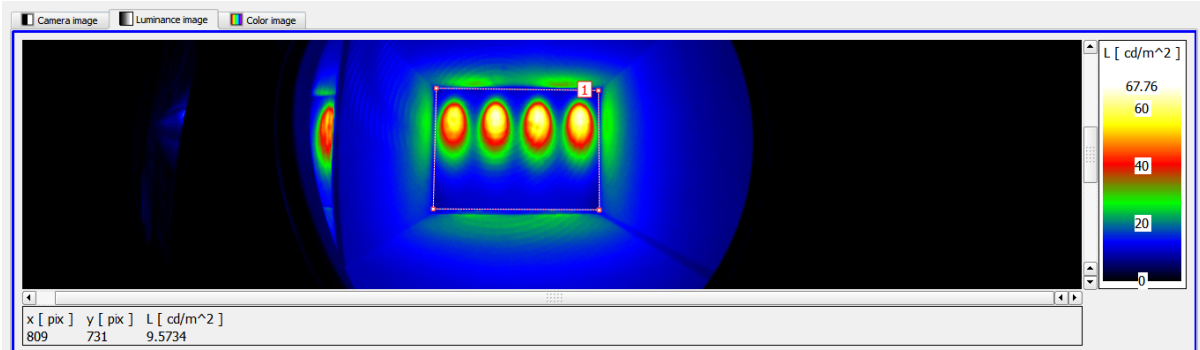 Camera image
Luminance image
Color image
L [ cd/m^2 ]
67.76
60
40
20
0
1
x [ pix ] y [ pix ] L [ cd/m^2 ]
809 731 9.5734